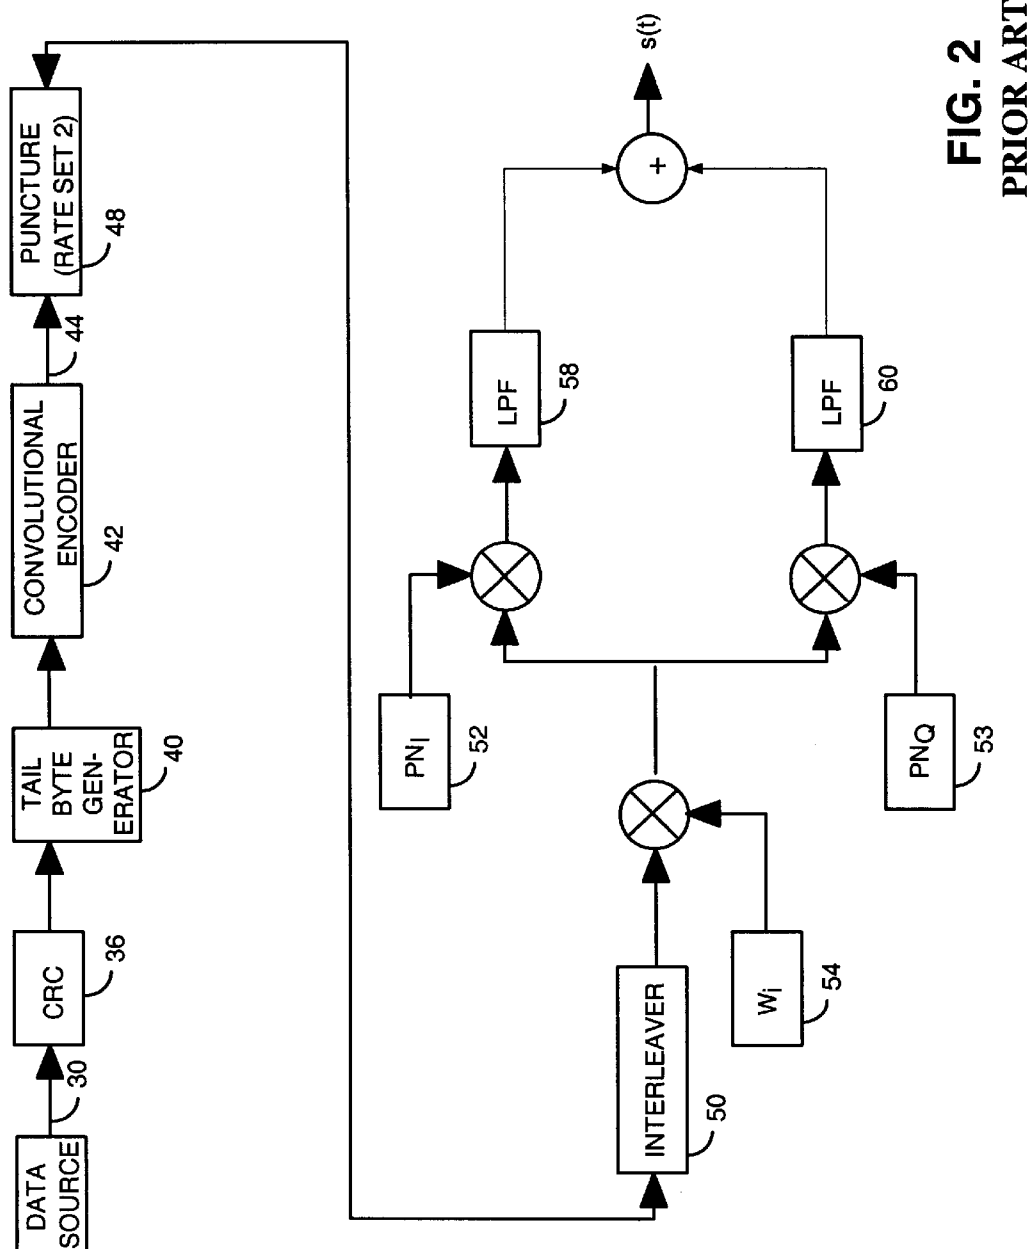 DATA
SOURCE
30
CRC
36
TAIL
BYTE
GEN-
ERATOR
40
CONVOLUTIONAL
ENCODER
42
44
PUNCTURE
(RATE SET 2)
48
PNI
52
LPF
58
INTERLEAVER
50
Wi
54
+
s(t)
PNQ
53
LPF
60
FIG. 2
PRIOR ART